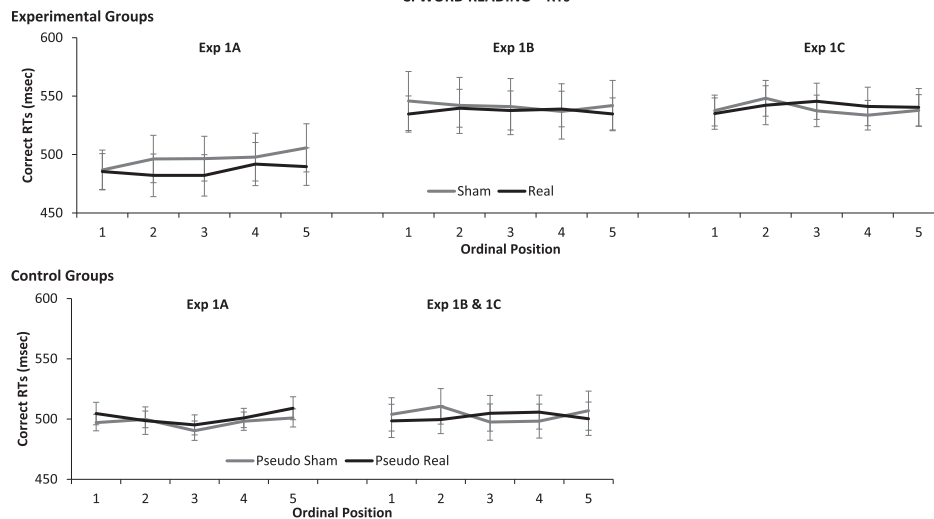 Experimental Groups
600
550
500
450
Correct RTs (msec)
Exp 1A
Exp 1B
Exp 1C
Sham
Real
1 2 3 4 5 1 2 3 4 5 1 2 3 4 5
Ordinal Position
Control Groups
600
550
500
450
Correct RTs (msec)
Exp 1A
Exp 1B & 1C
Pseudo Sham
Pseudo Real
1 2 3 4 5 1 2 3 4 5
Ordinal Position